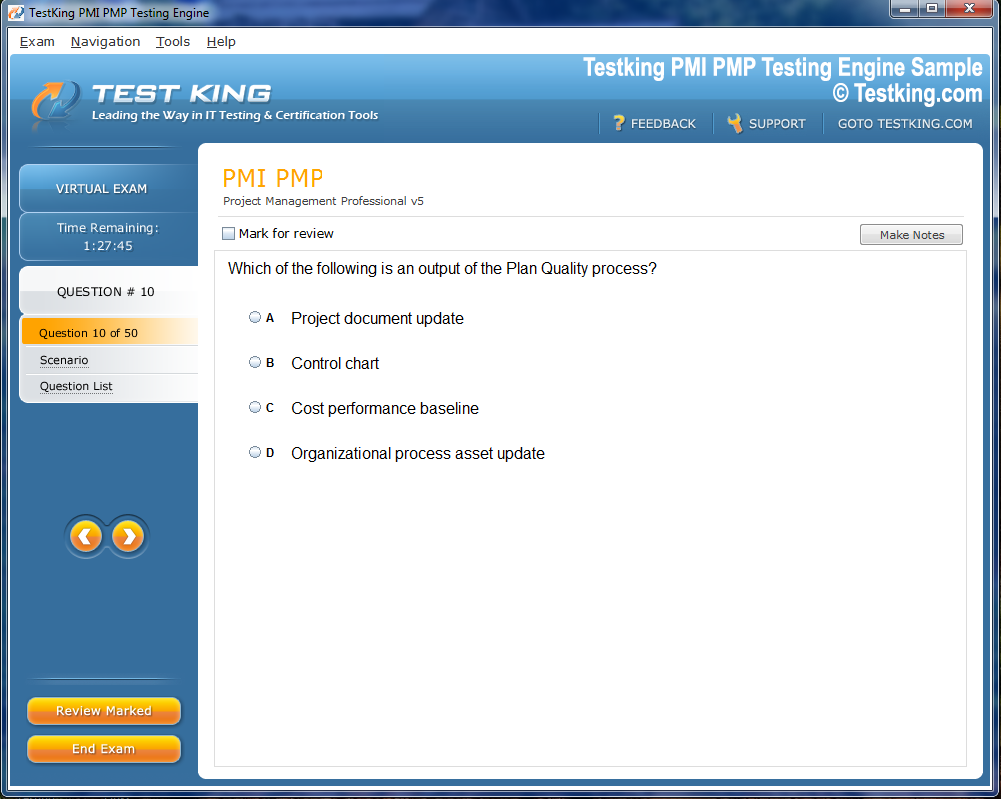 TestKing PMI PMP Testing Engine
Exam Navigation Tools Help
Testking PMI PMP Testing Engine Sample
© Testking.com
TEST KING
Leading the Way in IT Testing & Certification Tools
? FEEDBACK SUPPORT GOTO TESTKING.COM
VIRTUAL EXAM
Time Remaining:
1:27:45
QUESTION # 10
Question 10 of 50
Scenario
Question List
Review Marked
End Exam
PMI PMP
Project Management Professional v5
Mark for review
Make Notes
Which of the following is an output of the Plan Quality process?
A Project document update
B Control chart
C Cost performance baseline
D Organizational process asset update